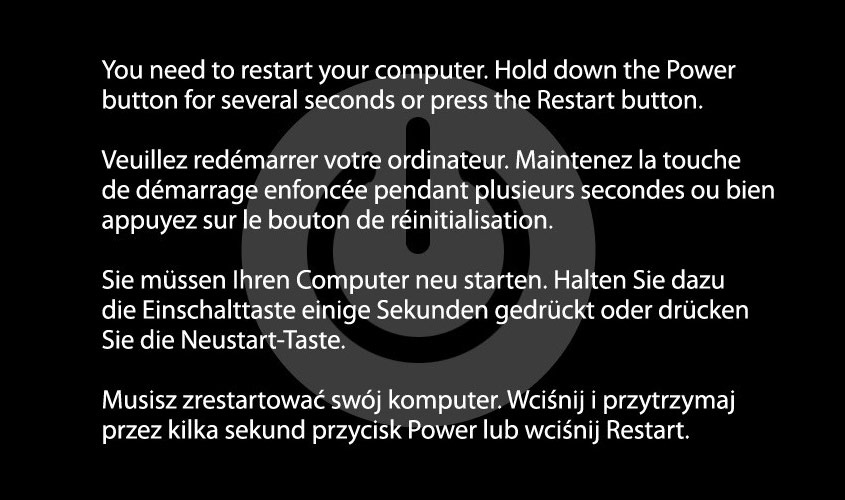 You need to restart your computer. Hold down the Power
button for several seconds or press the Restart button.
Veuillez redémarrer votre ordinateur. Maintenez la touche
de démarrage enfoncée pendant plusieurs secondes ou bien
appuyez sur le bouton de réinitialisation.
Sie müssen Ihren Computer neu starten. Halten Sie dazu
die Einschalttaste einige Sekunden gedrückt oder drücken
Sie die Neustart-Taste.
Musisz zrestartować swój komputer. Wciśnij i przytrzymaj
przez kilka sekund przycisk Power lub wciśnij Restart.